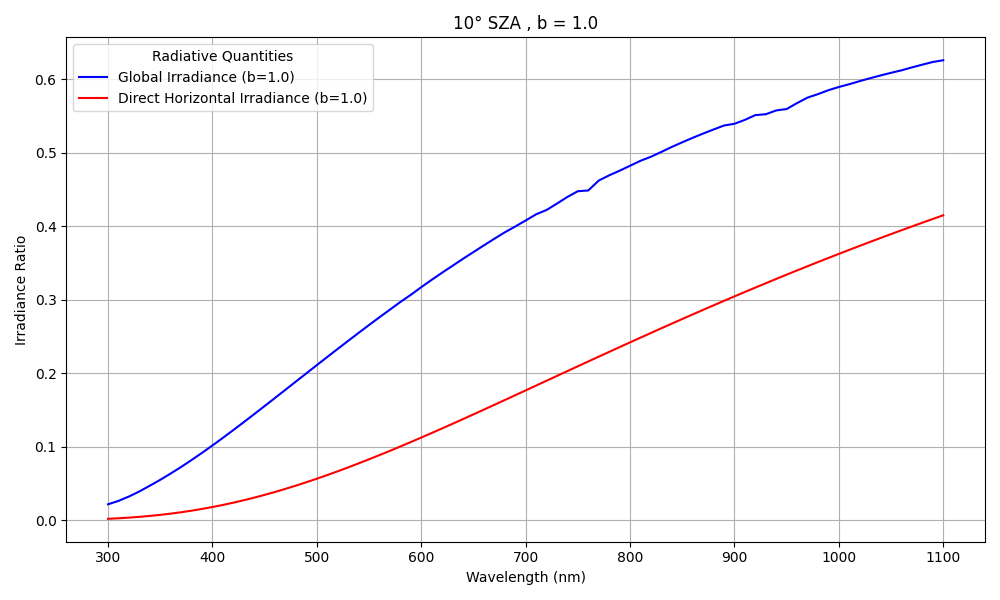 10° SZA , b = 1.0
Radiative Quantities
Global Irradiance (b=1.0)
Direct Horizontal Irradiance (b=1.0)
Irradiance Ratio
0.6
0.5
0.4
0.3
0.2
0.1
0.0
300 400 500 600 700 800 900 1000 1100
Wavelength (nm)